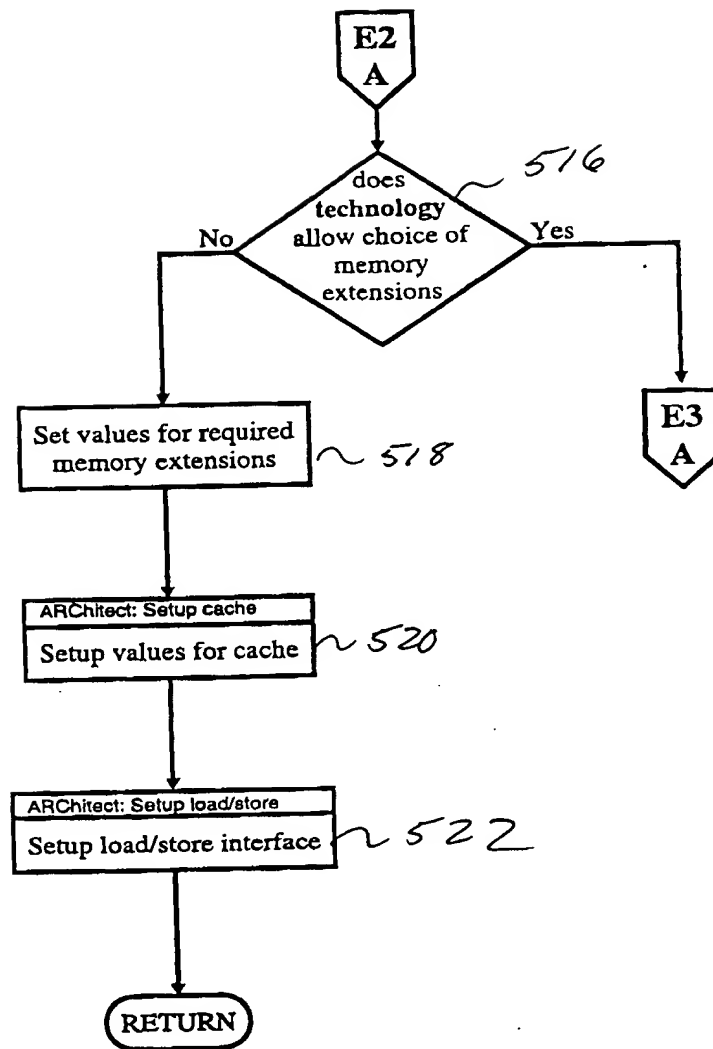 E2
A
does
technology
allow choice of
memory
extensions
516
No
Yes
E3
A
Set values for required
memory extensions
518
ARChitect: Setup cache
Setup values for cache
520
ARChitect: Setup load/store
Setup load/store interface
522
RETURN